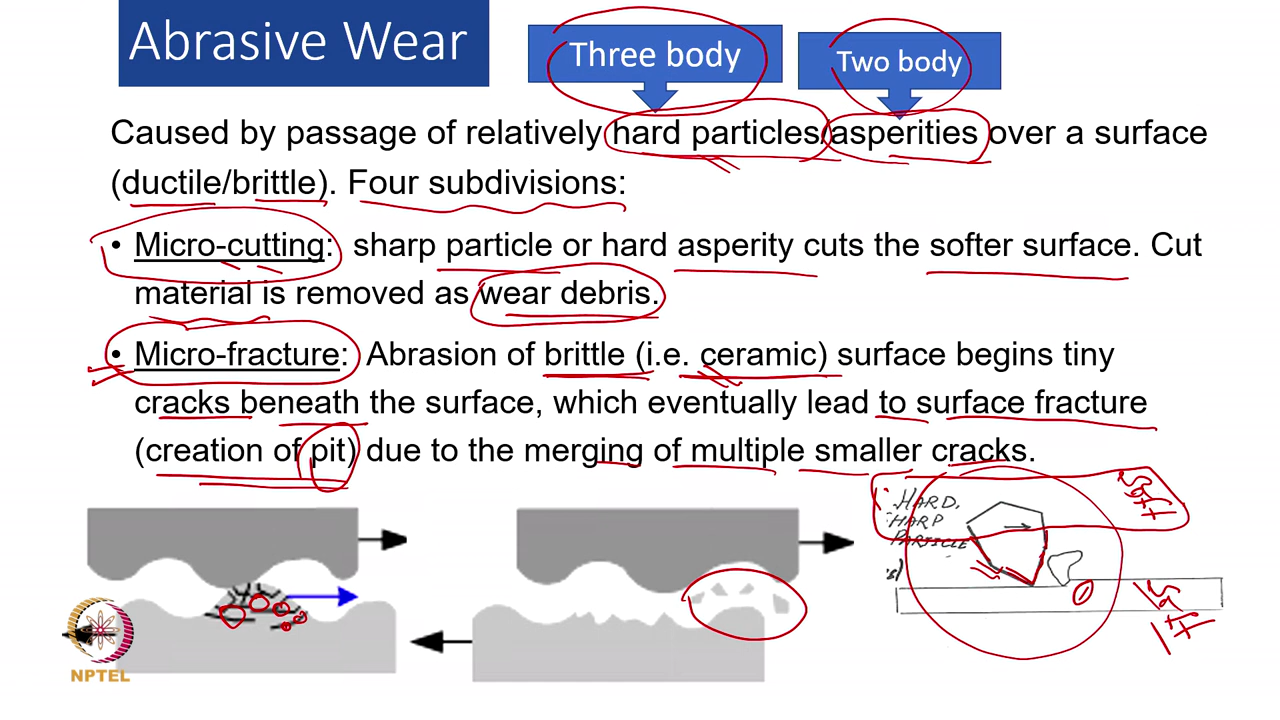 Abrasive Wear
Three body
Two body
Caused by passage of relatively hard particles/asperities over a surface
(ductile/brittle). Four subdivisions:
• Micro-cutting: sharp particle or hard asperity cuts the softer surface. Cut
material is removed as wear debris.
• Micro-fracture: Abrasion of brittle (i.e. ceramic) surface begins tiny
cracks beneath the surface, which eventually lead to surface fracture
(creation of pit) due to the merging of multiple smaller cracks.
HARD,
HARP
PARTICLE
Soft
Soft
NPTEL